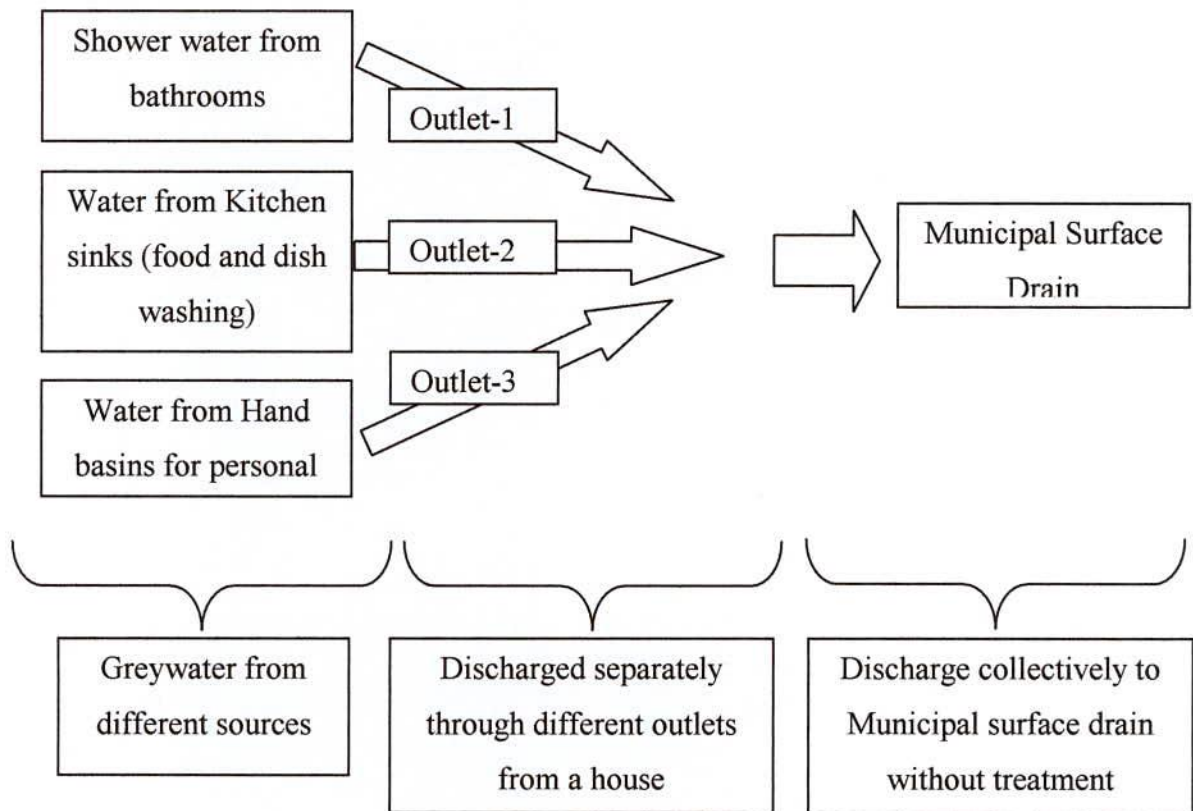 Shower water from
bathrooms
Outlet-1
Water from Kitchen
sinks (food and dish
washing)
Outlet-2
Municipal Surface
Drain
Outlet-3
Water from Hand
basins for personal
Greywater from
different sources
Discharged separately
through different outlets
from a house
Discharge collectively to
Municipal surface drain
without treatment